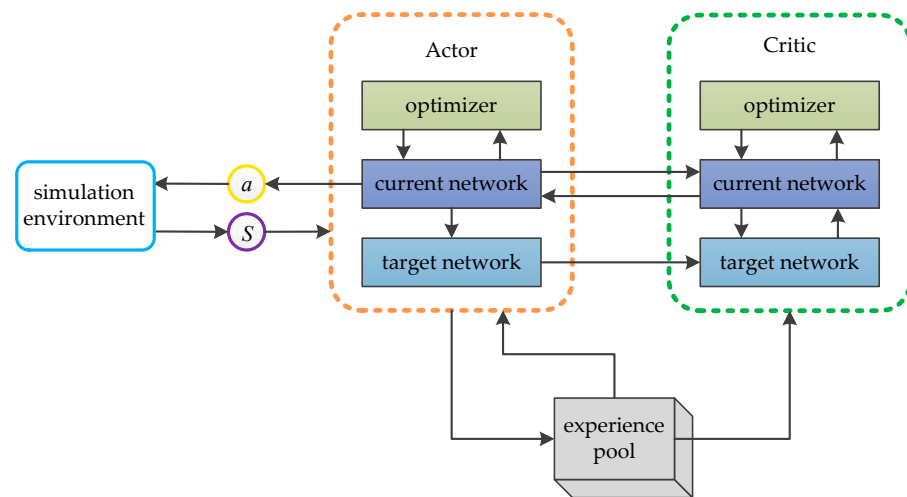 Actor
Critic
optimizer
optimizer
simulation
environment
a
current network
current network
S
target network
target network
experience
pool